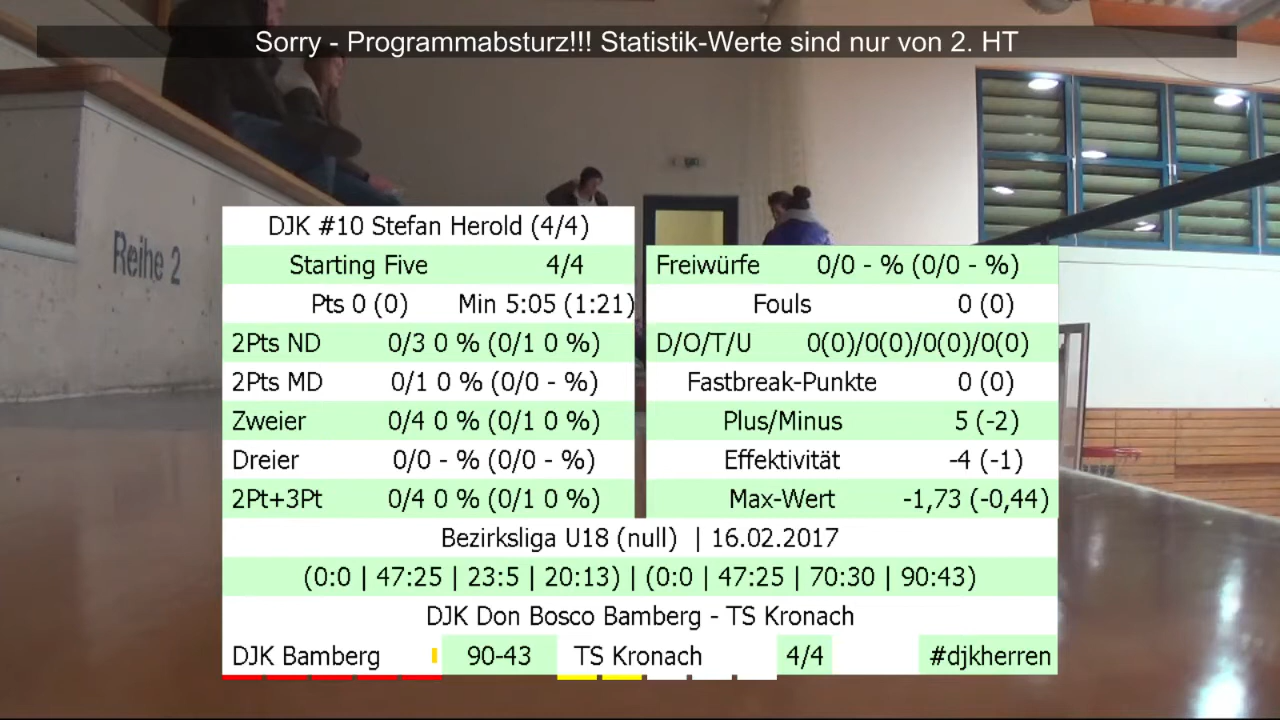 Sorry - Programmabsturz!!! Statistik-Werte sind nur von 2. HT
Reihe 2
DJK #10 Stefan Herold (4/4)
Starting Five 4/4
Pts 0 (0) Min 5:05 (1:21)
2Pts ND 0/3 0 % (0/1 0 %)
2Pts MD 0/1 0 % (0/0 - %)
Zweier 0/4 0 % (0/1 0 %)
Dreier 0/0 - % (0/0 - %)
2Pt+3Pt 0/4 0 % (0/1 0 %)
Freiwürfe 0/0 - % (0/0 - %)
Fouls 0 (0)
D/O/T/U 0(0)/0(0)/0(0)/0(0)
Fastbreak-Punkte 0 (0)
Plus/Minus 5 (-2)
Effektivität -4 (-1)
Max-Wert -1,73 (-0,44)
Bezirksliga U18 (null) | 16.02.2017
(0:0 | 47:25 | 23:5 | 20:13) | (0:0 | 47:25 | 70:30 | 90:43)
DJK Don Bosco Bamberg - TS Kronach
DJK Bamberg 90-43 TS Kronach 4/4 #djkherren